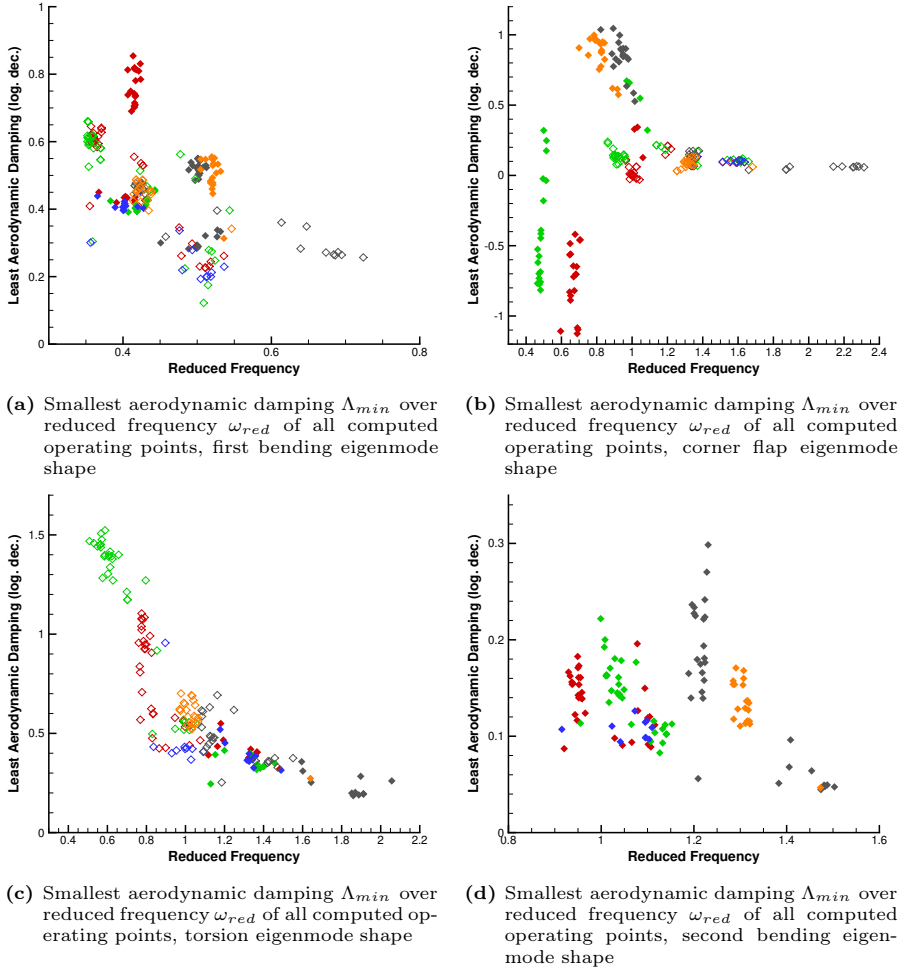 Least Aerodynamic Damping (log. dec.)
1
0.8
0.6
0.4
0.2
0
0.4
0.6
0.8
Reduced Frequency
Least Aerodynamic Damping (log. dec.)
1
0.5
0
-0.5
-1
0.4
0.6
0.8
1
1.2
1.4
1.6
1.8
2
2.2
2.4
Reduced Frequency
(a) Smallest aerodynamic damping Λmin over
reduced frequency ωred of all computed
operating points, first bending eigenmode
shape
(b) Smallest aerodynamic damping Λmin over
reduced frequency ωred of all computed
operating points, corner flap eigenmode
shape
Least Aerodynamic Damping (log. dec.)
1.5
1
0.5
0
0.4
0.6
0.8
1
1.2
1.4
1.6
1.8
2
2.2
Reduced Frequency
Least Aerodynamic Damping (log. dec.)
0.3
0.2
0.1
0
0.8
1
1.2
1.4
1.6
Reduced Frequency
(c) Smallest aerodynamic damping Λmin over
reduced frequency ωred of all computed op-
erating points, torsion eigenmode shape
(d) Smallest aerodynamic damping Λmin over
reduced frequency ωred of all computed
operating points, second bending eigen-
mode shape